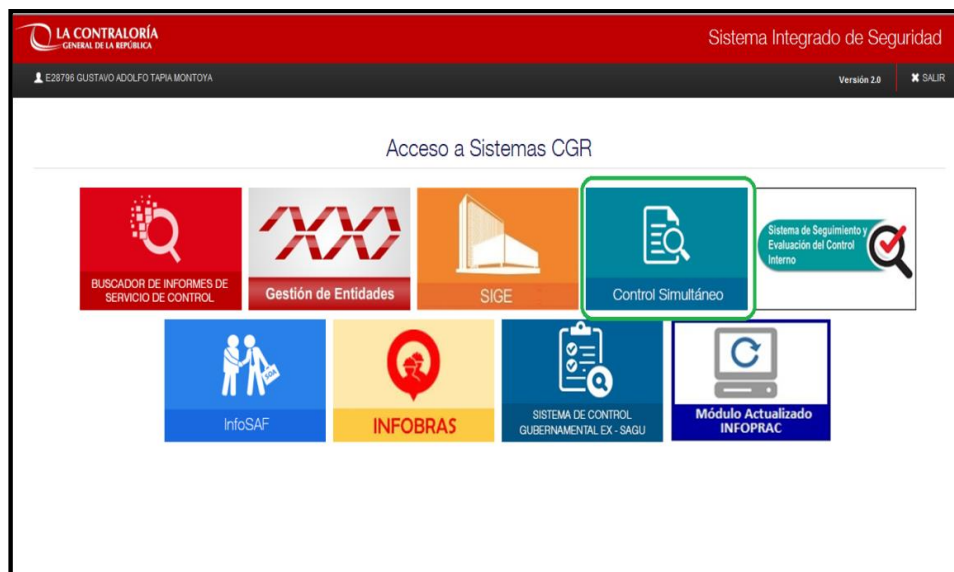 LA CONTRALORÍA
GENERAL DE LA REPÚBLICA
Sistema Integrado de Seguridad
E28796 GUSTAVO ADOLFO TAPIA MONTOYA
Versión 2.0
SALIR
Acceso a Sistemas CGR
BUSCADOR DE INFORMES DE
SERVICIO DE CONTROL
Gestión de Entidades
SIGE
Control Simultáneo
Sistema de Seguimiento y
Evaluación del Control
Interno
SOA
InfoSAF
INFOBRAS
SISTEMA DE CONTROL
GUBERNAMENTAL EX - SAGU
Módulo Actualizado
INFOPRAC